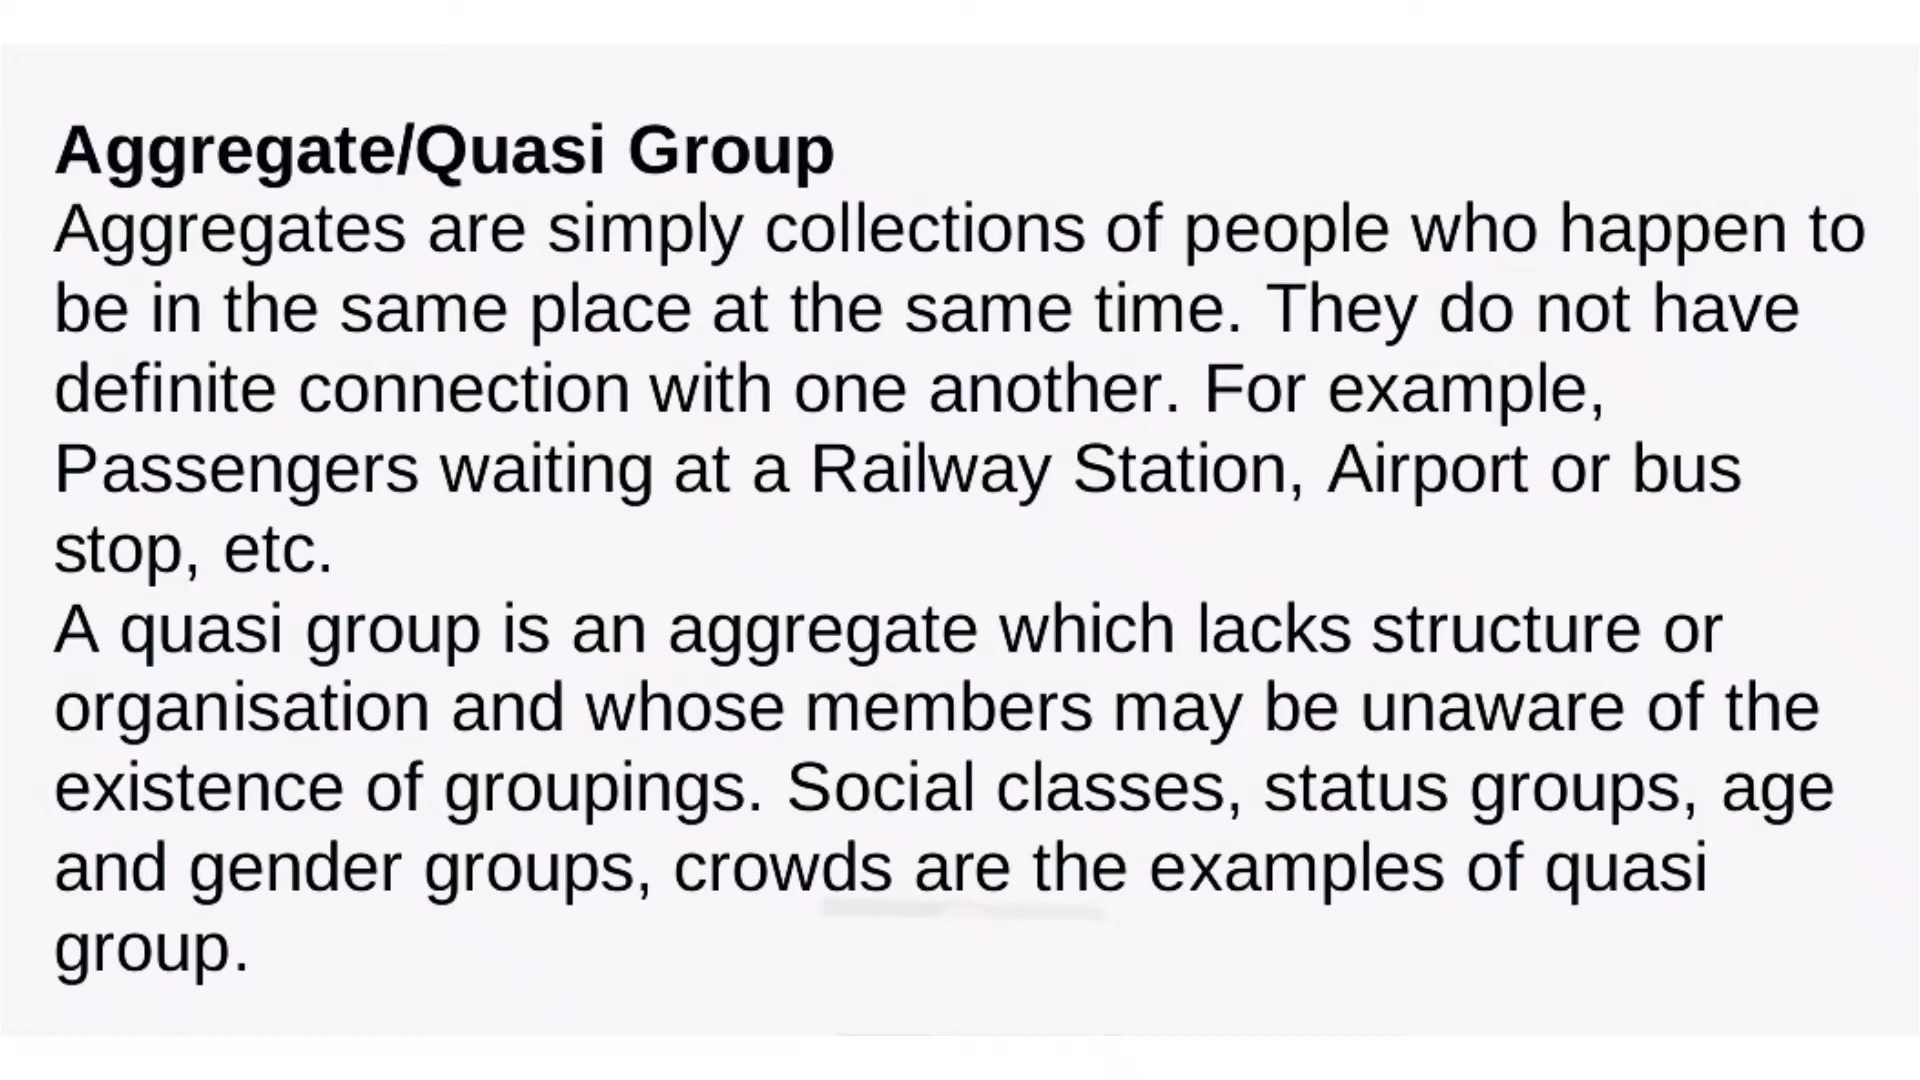 Aggregate/Quasi Group
Aggregates are simply collections of people who happen to
be in the same place at the same time. They do not have
definite connection with one another. For example,
Passengers waiting at a Railway Station, Airport or bus
stop, etc.
A quasi group is an aggregate which lacks structure or
organisation and whose members may be unaware of the
existence of groupings. Social classes, status groups, age
and gender groups, crowds are the examples of quasi
group.